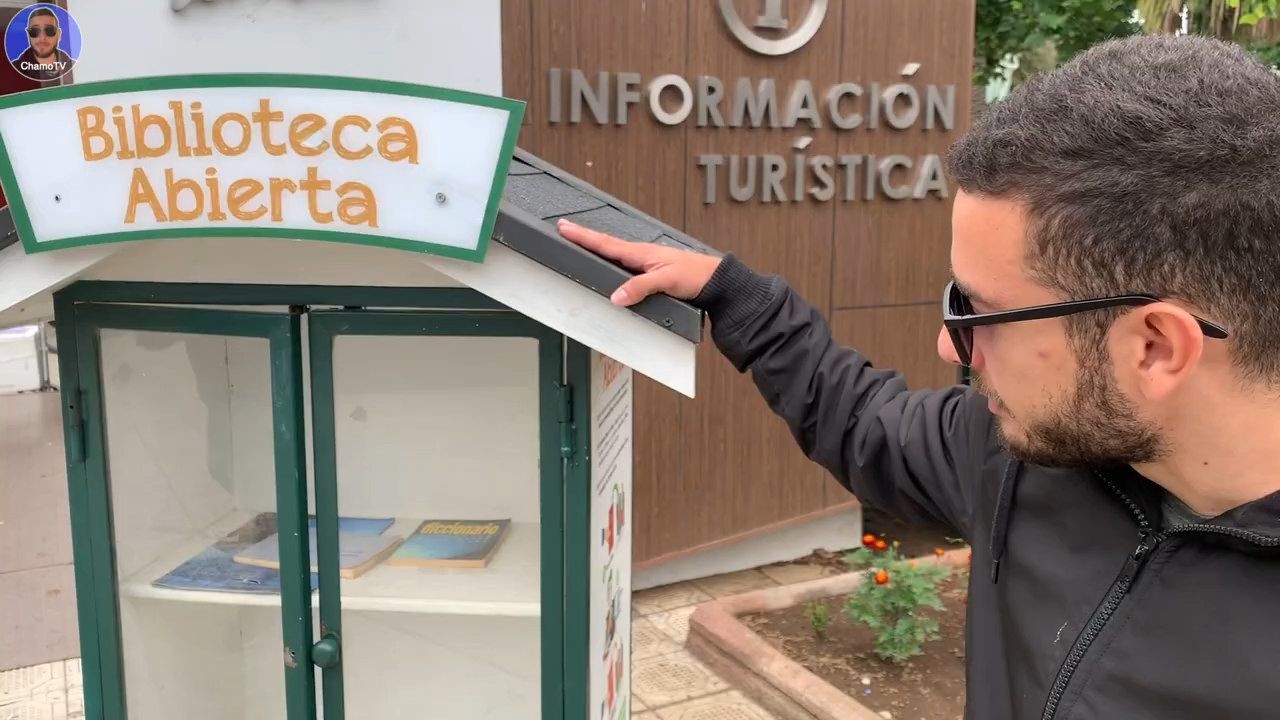 ChamoTV
Biblioteca
Abierta
i
INFORMACIÓN
TURÍSTICA
diccionario